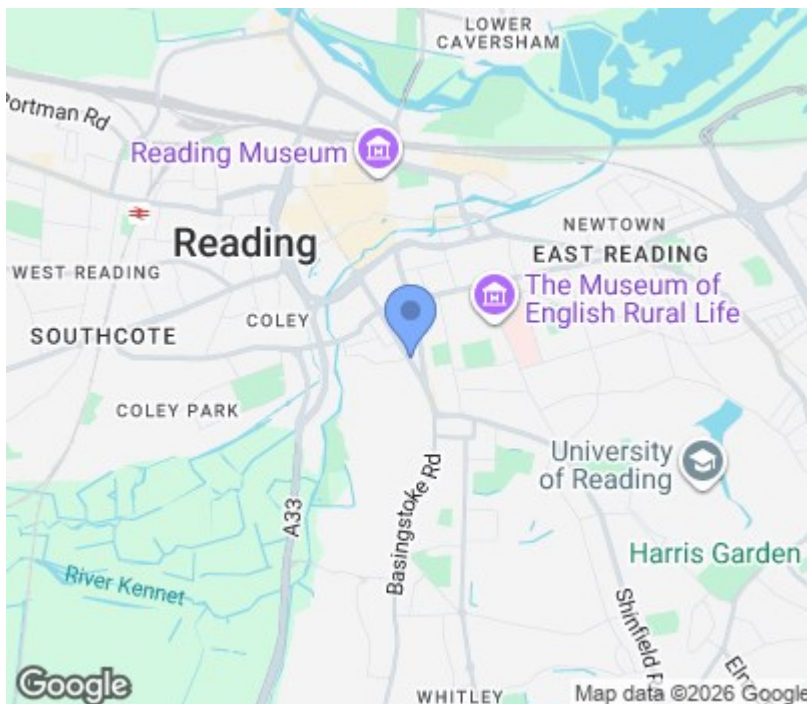 LOWER
CAVERSHAM
Portman Rd
Reading Museum
Reading
NEWTOWN
EAST READING
WEST READING
The Museum of
English Rural Life
COLEY
SOUTHCOTE
COLEY PARK
University
of Reading
Basingstoke Rd
A33
Harris Garden
River Kennet
Shinfield R
Elm
WHITLEY
Google
Map data ©2026 Google